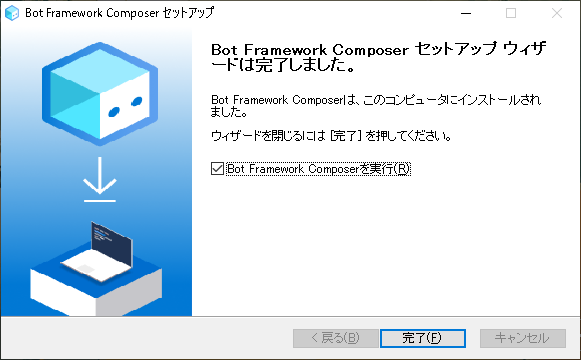 Bot Framework Composer セットアップ
Bot Framework Composer セットアップ ウィザ
ードは完了しました。
Bot Framework Composerは、このコンピュータにインストールされ
ました。
ウィザードを閉じるには [完了] を押してください。
Bot Framework Composerを実行(R)
< 戻る(B)
完了(F)
キャンセル